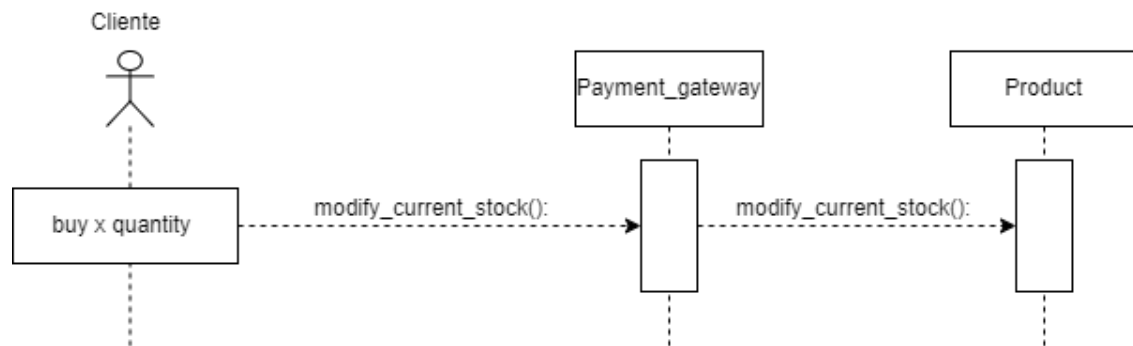 Cliente
Payment_gateway
Product
buy x quantity
modify_current_stock():
modify_current_stock():